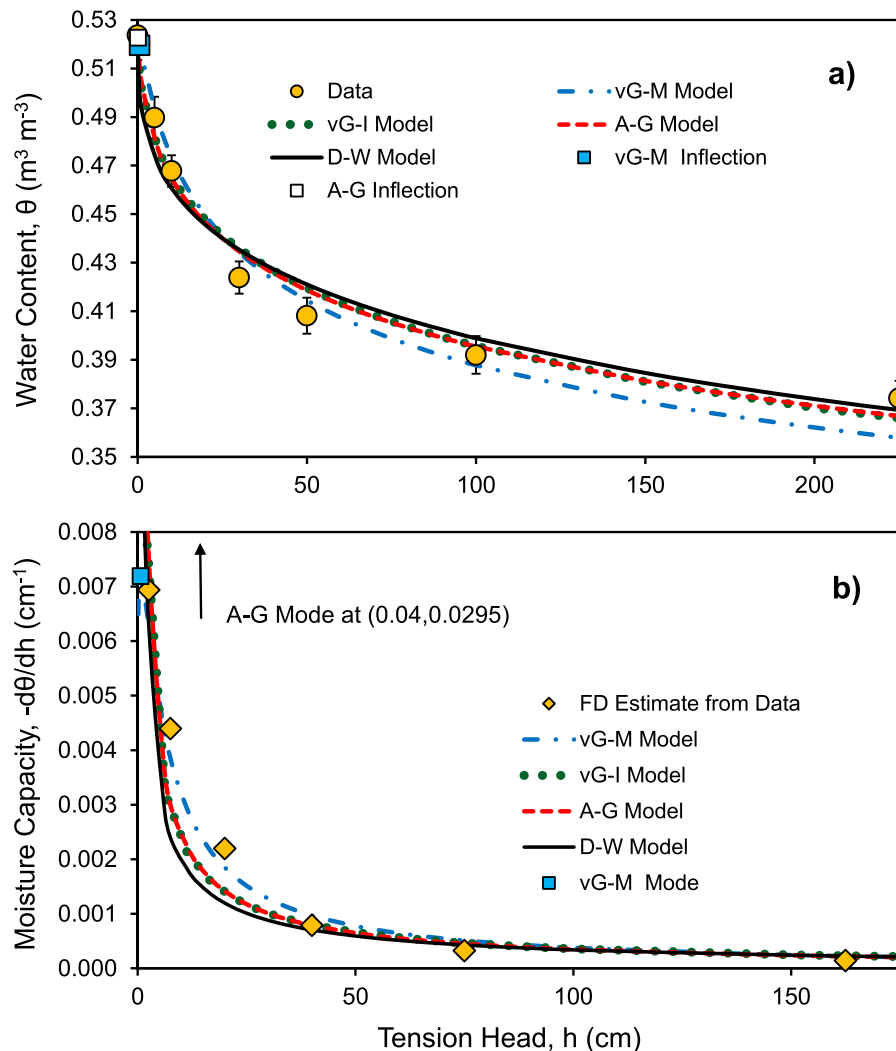 0.53
0.51
0.49
0.47
0.45
0.43
0.41
0.39
0.37
0.35
Water Content, θ (m³ m⁻³)
a)
Data
vG-M Model
vG-I Model
A-G Model
D-W Model
vG-M Inflection
A-G Inflection
0 50 100 150 200
0.008
0.007
0.006
0.005
0.004
0.003
0.002
0.001
0.000
Moisture Capacity, -dθ/dh (cm⁻¹)
b)
A-G Mode at (0.04,0.0295)
FD Estimate from Data
vG-M Model
vG-I Model
A-G Model
D-W Model
vG-M Mode
0 50 100 150
Tension Head, h (cm)